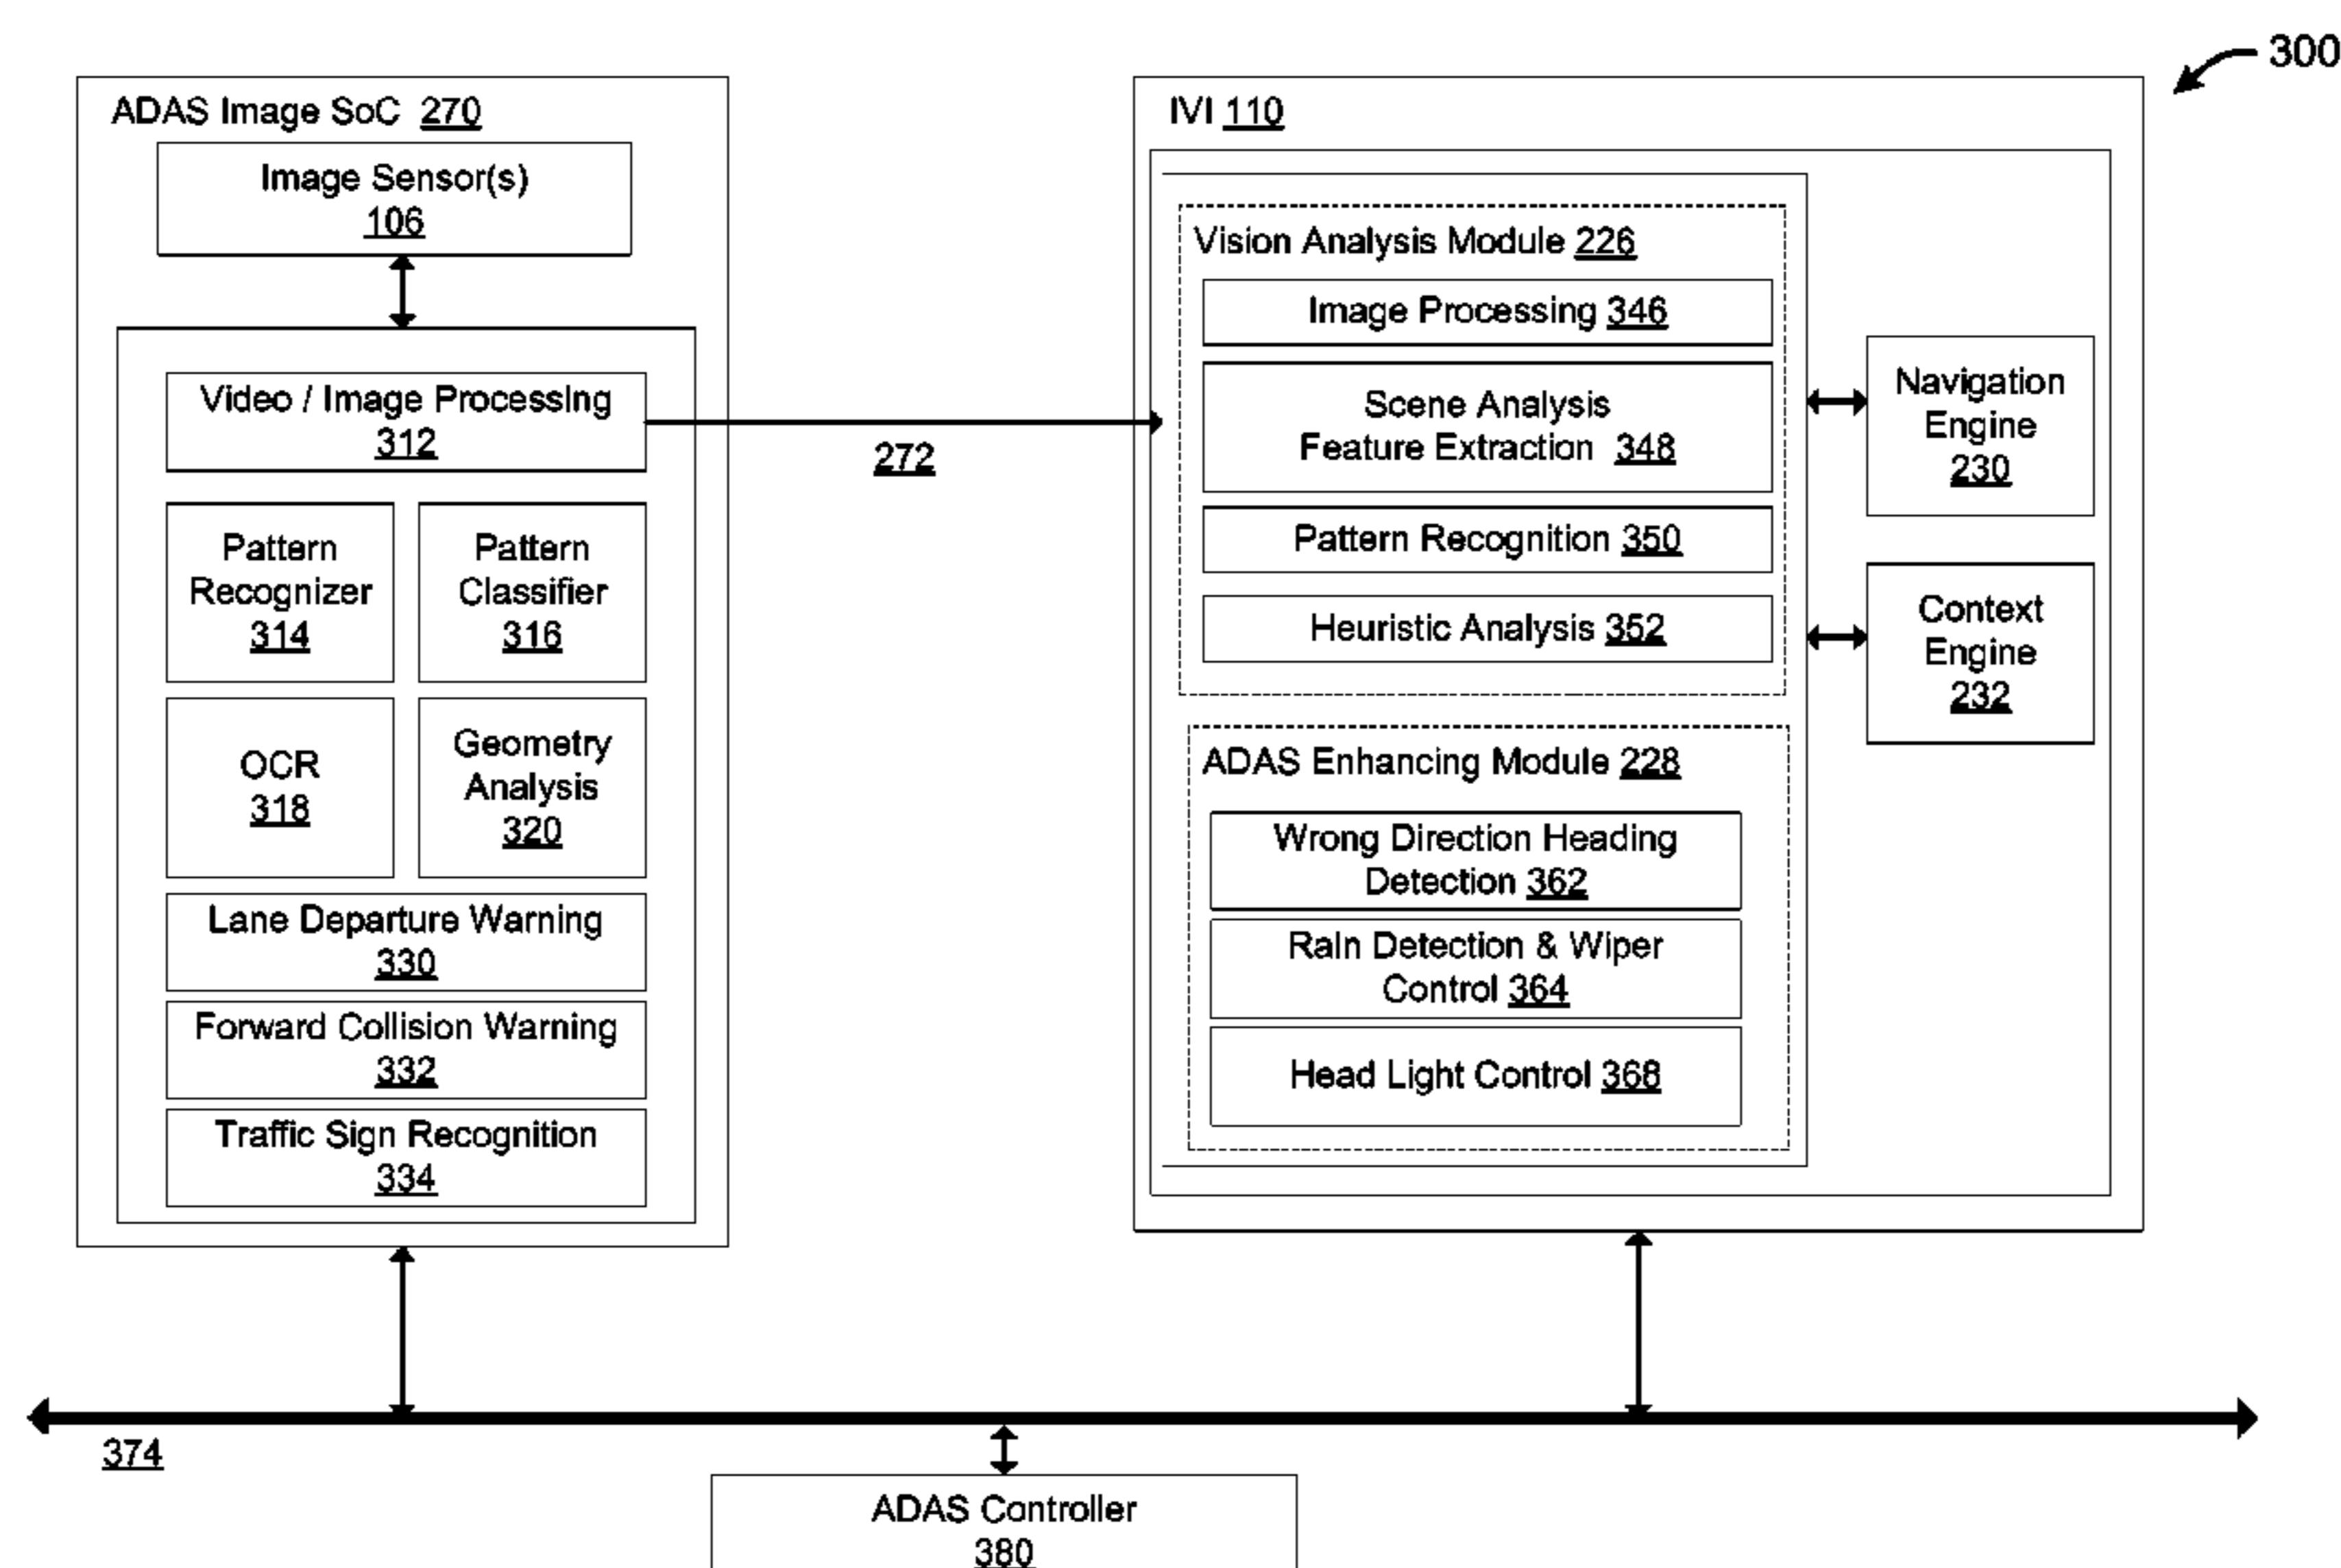 300
ADAS Image SoC 270
Image Sensor(s)
106
Video / Image Processing
312
Pattern
Recognizer
314
Pattern
Classifier
316
OCR
318
Geometry
Analysis
320
Lane Departure Warning
330
Forward Collision Warning
332
Traffic Sign Recognition
334
272
IVI 110
Vision Analysis Module 226
Image Processing 346
Scene Analysis
Feature Extraction 348
Pattern Recognition 350
Heuristic Analysis 352
ADAS Enhancing Module 228
Wrong Direction Heading
Detection 362
Rain Detection & Wiper
Control 364
Head Light Control 368
Navigation
Engine
230
Context
Engine
232
374
ADAS Controller
380